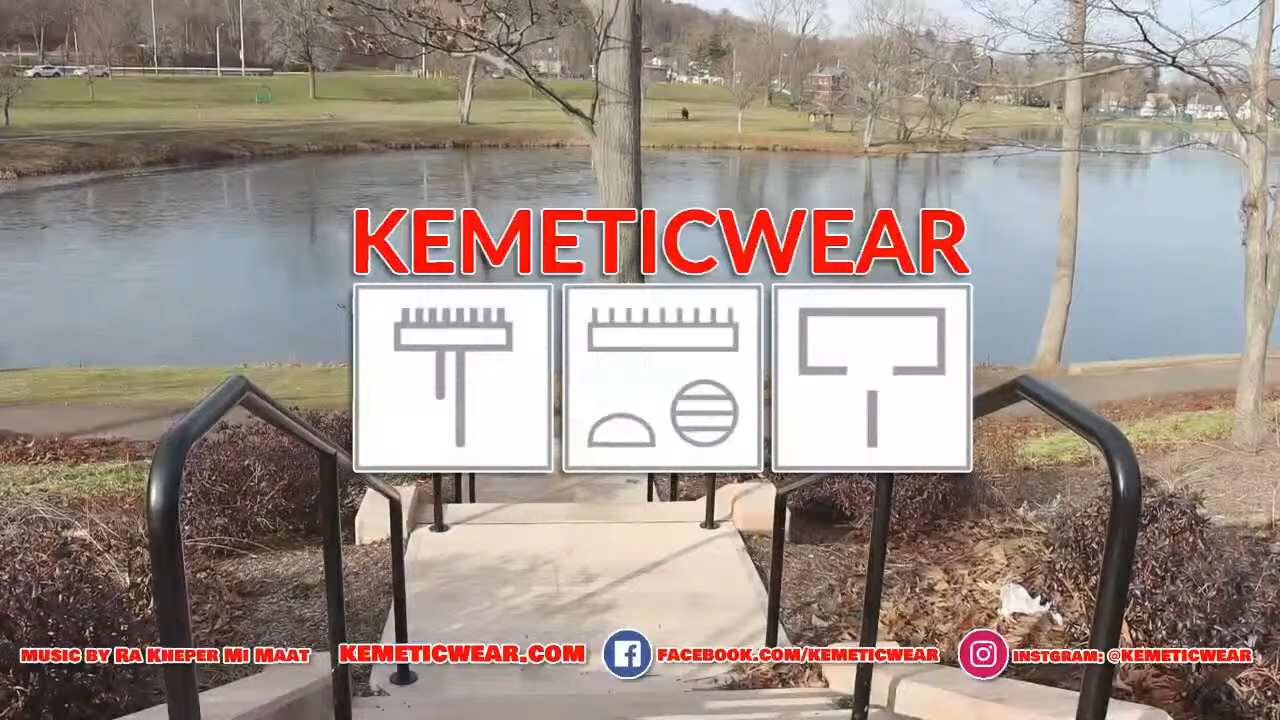 KEMETICWEAR
MUSIC BY RA KHEPER MI MAAT
KEMETICWEAR.COM
FACEBOOK.COM/KEMETICWEAR
INSTGRAM: @KEMETICWEAR